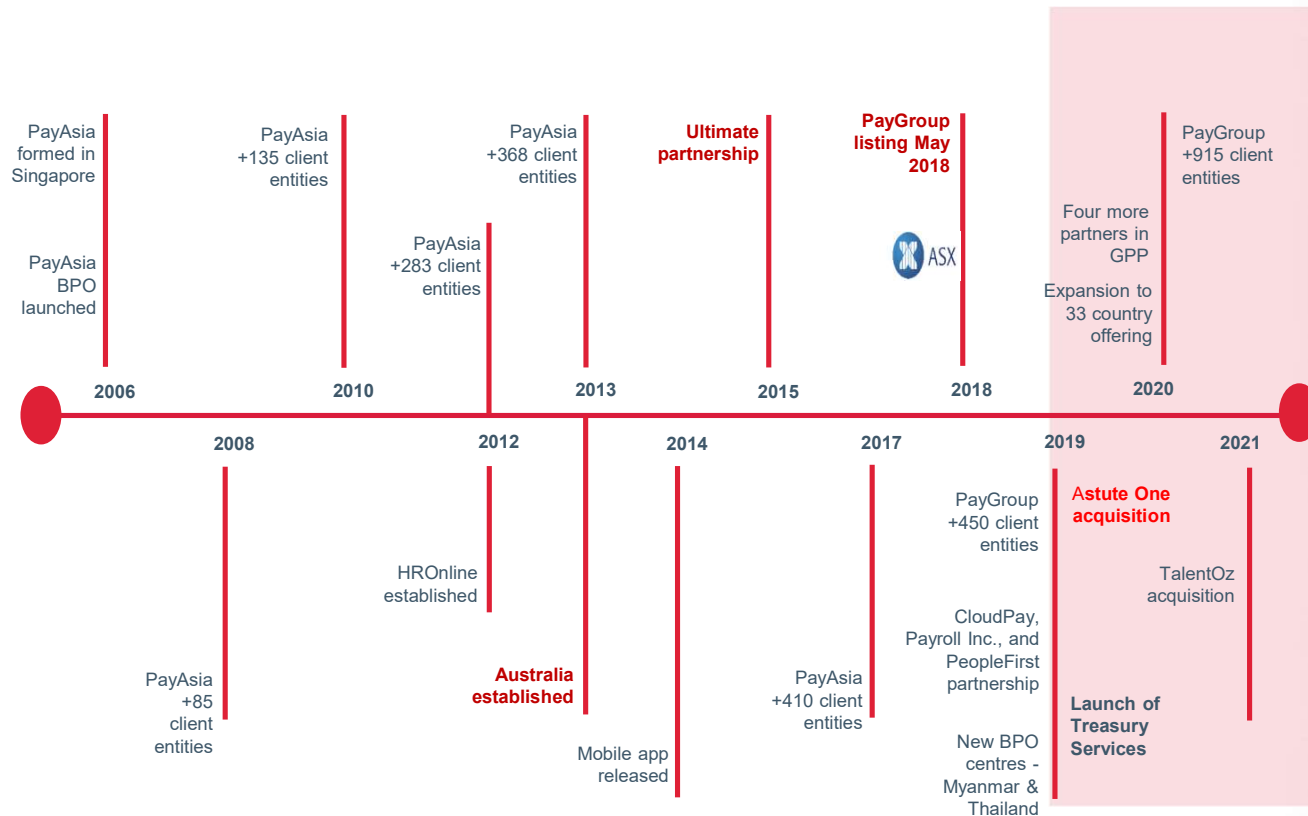 PayAsia
formed in
Singapore
PayAsia
BPO
launched
PayAsia
+135 client
entities
PayAsia
+283 client
entities
PayAsia
+368 client
entities
Ultimate
partnership
PayGroup
listing May
2018
ASX
PayGroup
+915 client
entities
Four more
partners in
GPP
Expansion to
33 country
offering
2006
2010
2013
2015
2018
2020
2008
2012
2014
2017
2019
2021
PayAsia
+85
client
entities
HROnline
established
Australia
established
Mobile app
released
PayAsia
+410 client
entities
PayGroup
+450 client
entities
CloudPay,
Payroll Inc., and
PeopleFirst
partnership
New BPO
centres -
Myanmar &
Thailand
Astute One
acquisition
Launch of
Treasury
Services
TalentOz
acquisition